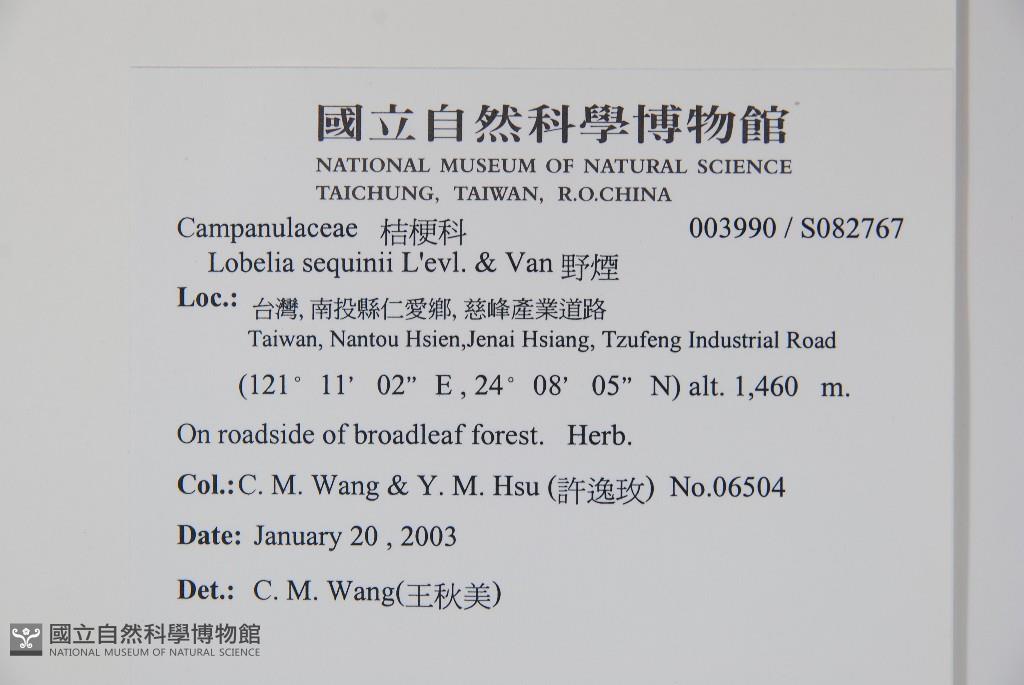 國立自然科學博物館
NATIONAL MUSEUM OF NATURAL SCIENCE
TAICHUNG, TAIWAN, R.O.CHINA
Campanulaceae 桔梗科 003990 / S082767
Lobelia sequinii L'evl. & Van 野煙
Loc.: 台灣, 南投縣仁愛鄉, 慈峰產業道路
Taiwan, Nantou Hsien,Jenai Hsiang, Tzufeng Industrial Road
(121° 11’ 02” E , 24° 08’ 05” N) alt. 1,460 m.
On roadside of broadleaf forest. Herb.
Col.: C. M. Wang & Y. M. Hsu (許逸玫) No.06504
Date: January 20 , 2003
Det.: C. M. Wang(王秋美)
國立自然科學博物館
NATIONAL MUSEUM OF NATURAL SCIENCE